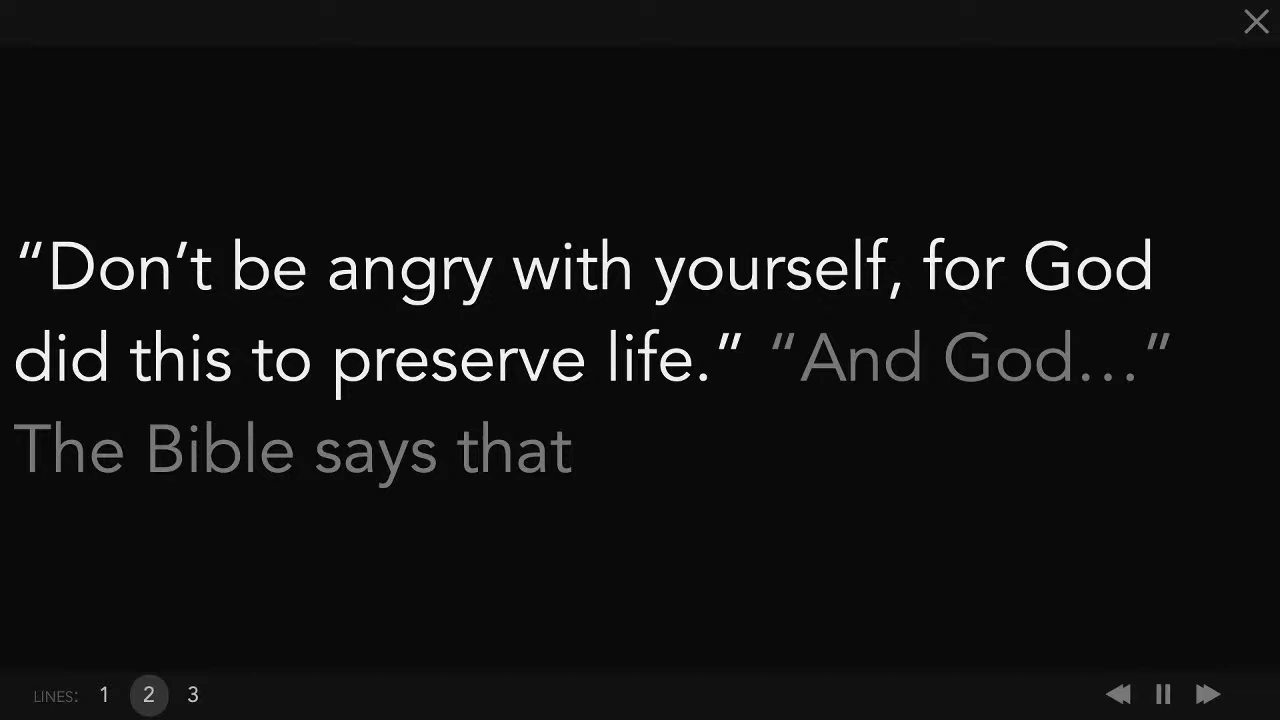 “Don’t be angry with yourself, for God
did this to preserve life.” “And God…”
The Bible says that
LINES: 1 2 3